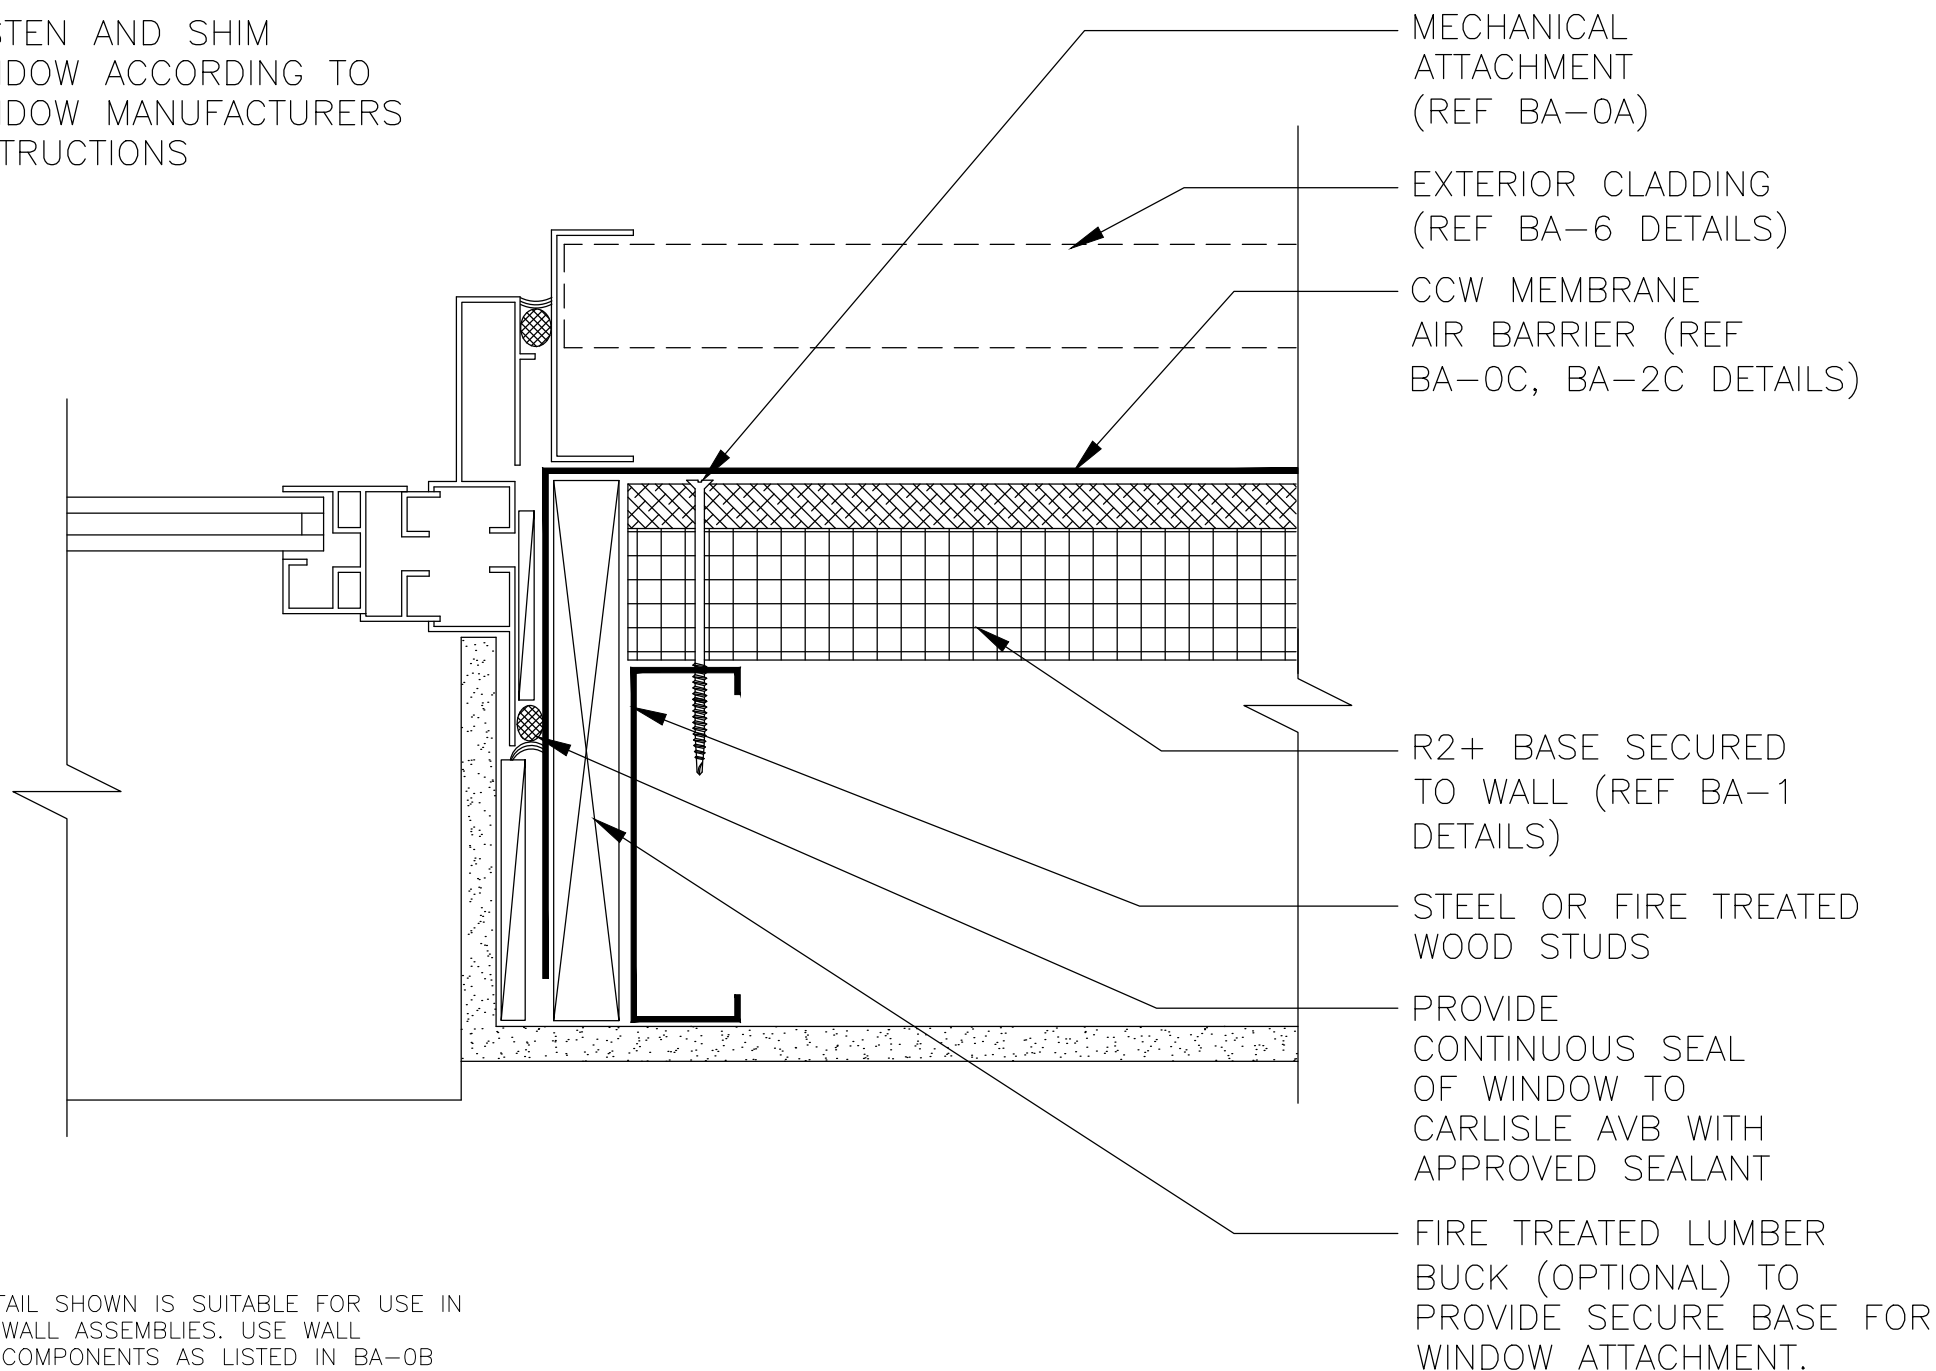 STEN AND SHIM
NDOW ACCORDING TO
NDOW MANUFACTURERS
TRUCTIONS
MECHANICAL
ATTACHMENT
(REF BA-0A)
EXTERIOR CLADDING
(REF BA-6 DETAILS)
CCW MEMBRANE
AIR BARRIER (REF
BA-0C, BA-2C DETAILS)
R2+ BASE SECURED
TO WALL (REF BA-1
DETAILS)
STEEL OR FIRE TREATED
WOOD STUDS
PROVIDE
CONTINUOUS SEAL
OF WINDOW TO
CARLISLE AVB WITH
APPROVED SEALANT
FIRE TREATED LUMBER
BUCK (OPTIONAL) TO
PROVIDE SECURE BASE FOR
WINDOW ATTACHMENT.
TAIL SHOWN IS SUITABLE FOR USE IN
WALL ASSEMBLIES. USE WALL
COMPONENTS AS LISTED IN BA-0B